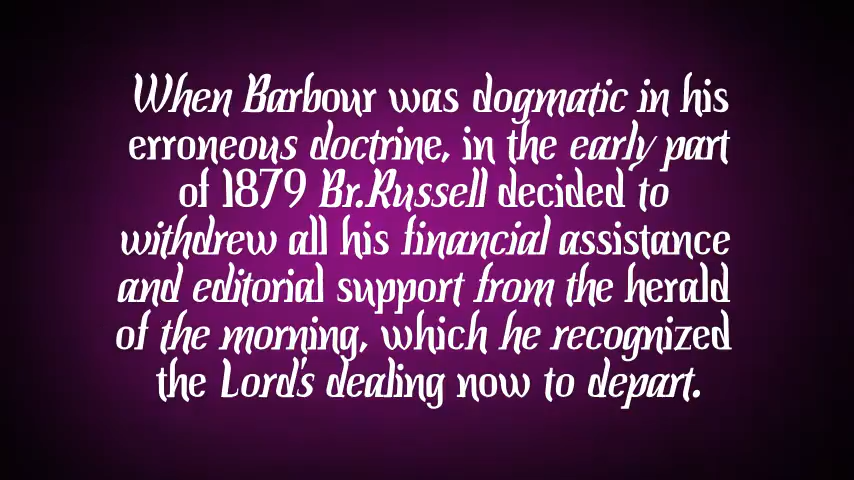 When Barbour was dogmatic in his
erroneous doctrine, in the early part
of 1879 Br.Russell decided to
withdrew all his financial assistance
and editorial support from the herald
of the morning, which he recognized
the Lord's dealing now to depart.